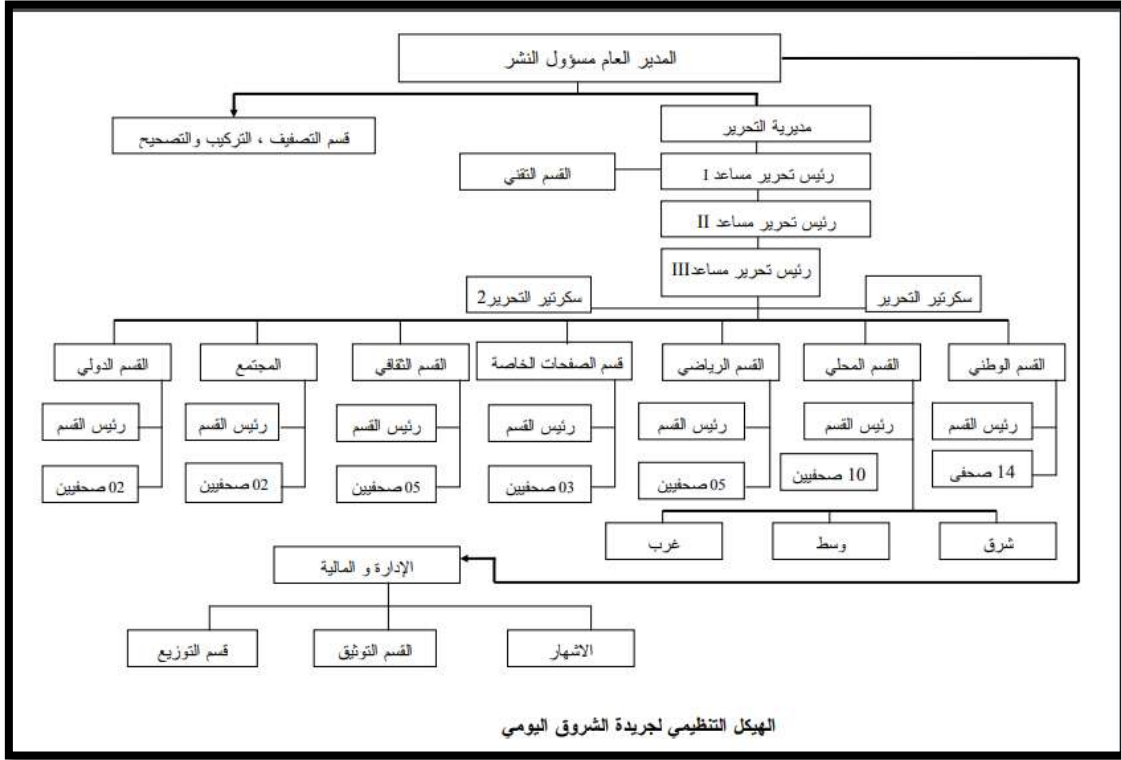 المدير العام مسؤول النشر
مديرية التحرير
قسم التصفيف ، التركيب والتصحيح
رئيس تحرير مساعد I
القسم التقني
رئيس تحرير مساعد II
رئيس تحرير مساعدIII
سكرتير التحرير
سكرتير التحرير2
القسم الوطني
القسم المحلي
القسم الرياضي
قسم الصفحات الخاصة
القسم الثقافي
المجتمع
القسم الدولي
رئيس القسم
رئيس القسم
رئيس القسم
رئيس القسم
رئيس القسم
رئيس القسم
رئيس القسم
14 صحفى
10 صحفيين
05 صحفيين
03 صحفيين
05 صحفيين
02 صحفيين
02 صحفيين
شرق
وسط
غرب
الإدارة و المالية
الاشهار
القسم التوثيق
قسم التوزيع
الهيكل التنظيمي لجريدة الشروق اليومي